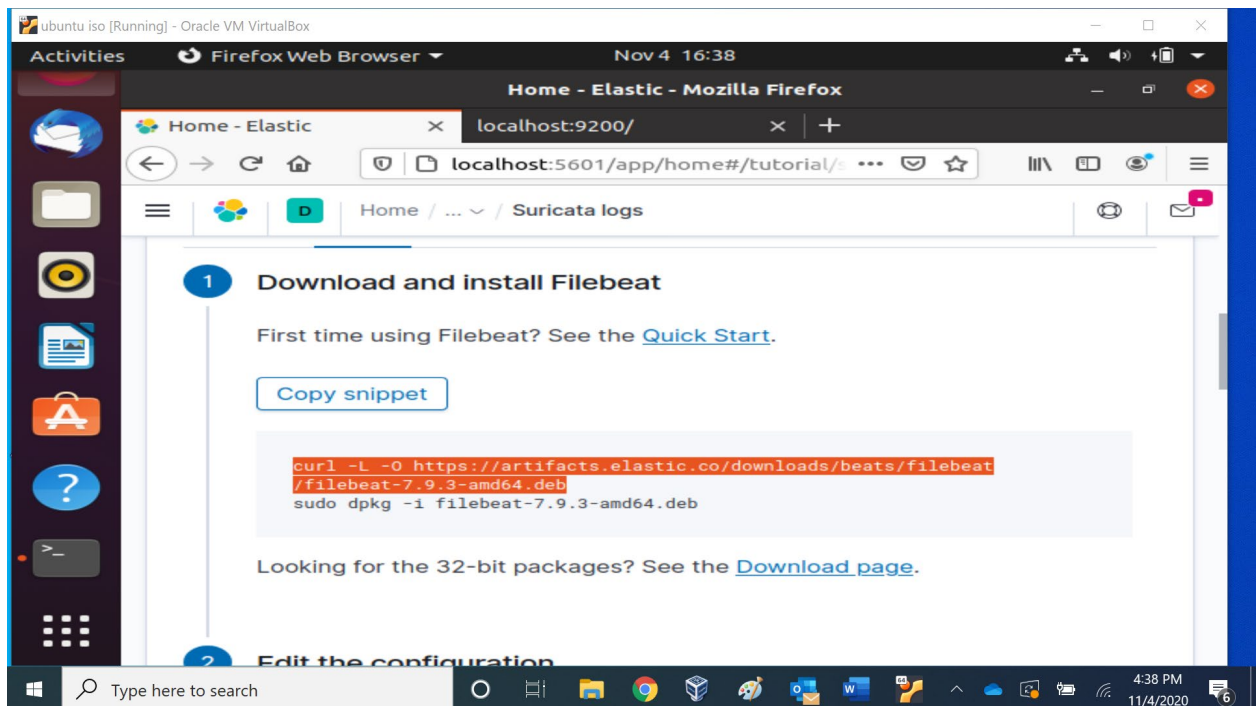 ubuntu iso [Running] - Oracle VM VirtualBox
Activities Firefox Web Browser Nov 4 16:38
Home - Elastic - Mozilla Firefox
Home - Elastic localhost:9200/
localhost:5601/app/home#/tutorial/
D Home / ... / Suricata logs
1 Download and install Filebeat
First time using Filebeat? See the Quick Start.
Copy snippet
curl -L -O https://artifacts.elastic.co/downloads/beats/filebeat
/filebeat-7.9.3-amd64.deb
sudo dpkg -i filebeat-7.9.3-amd64.deb
Looking for the 32-bit packages? See the Download page.
2 Edit the configuration
Type here to search 4:38 PM
11/4/2020 6